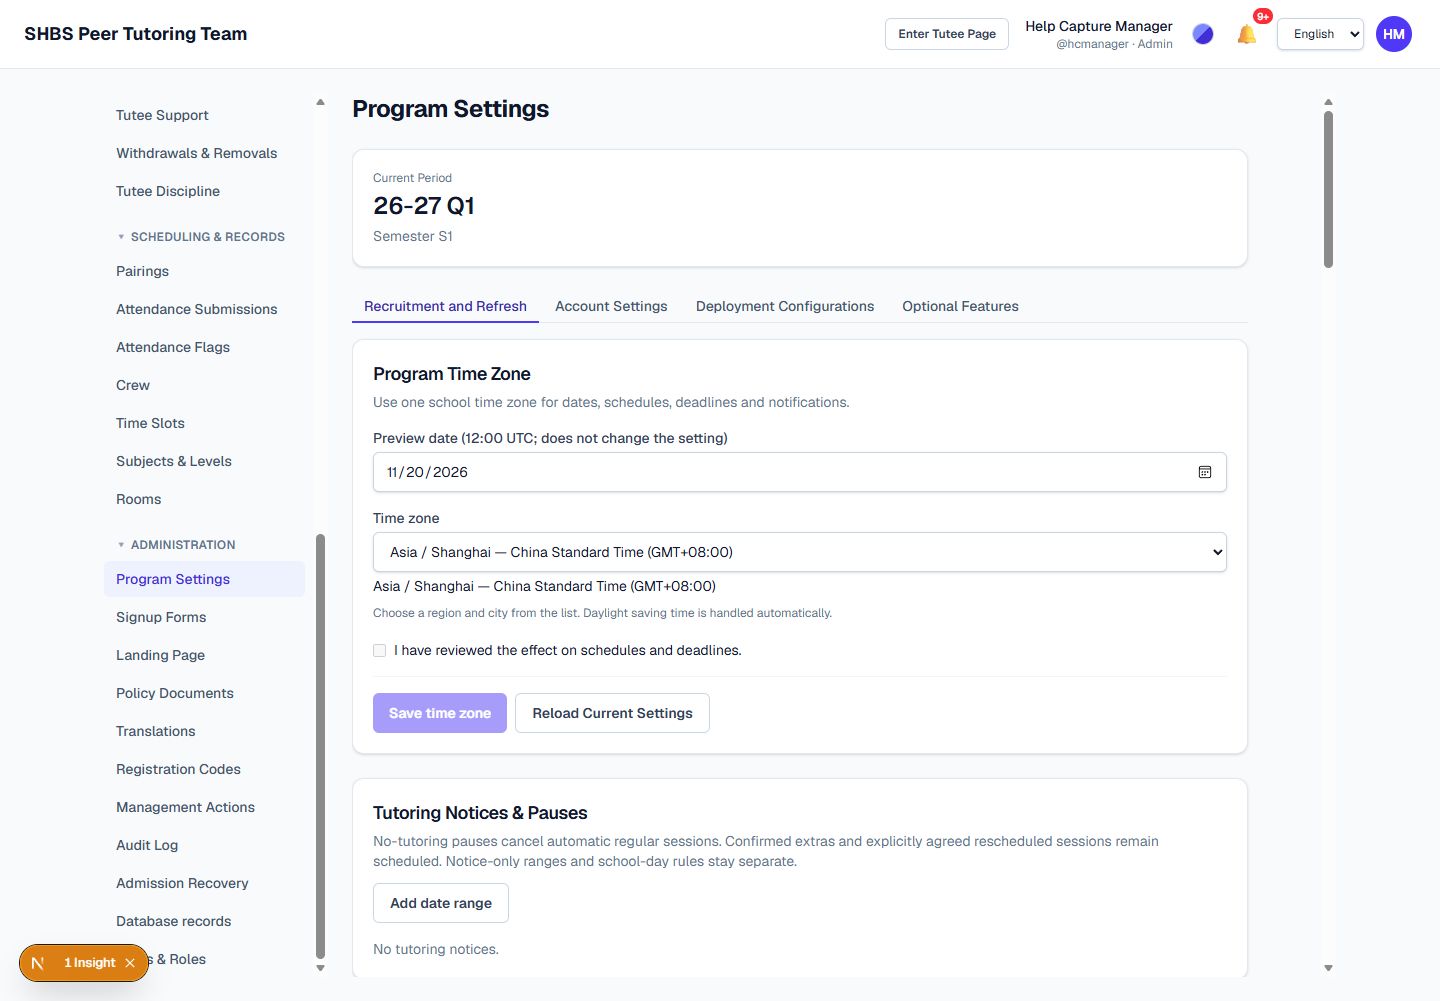 SHBS Peer Tutoring Team
Enter Tutee Page
Help Capture Manager
@hcmanager · Admin
9+
English
HM
Tutee Support
Withdrawals & Removals
Tutee Discipline
SCHEDULING & RECORDS
Pairings
Attendance Submissions
Attendance Flags
Crew
Time Slots
Subjects & Levels
Rooms
ADMINISTRATION
Program Settings
Signup Forms
Landing Page
Policy Documents
Translations
Registration Codes
Management Actions
Audit Log
Admission Recovery
Database records
s & Roles
1 Insight
Program Settings
Current Period
26-27 Q1
Semester S1
Recruitment and Refresh
Account Settings
Deployment Configurations
Optional Features
Program Time Zone
Use one school time zone for dates, schedules, deadlines and notifications.
Preview date (12:00 UTC; does not change the setting)
11/20/2026
Time zone
Asia / Shanghai — China Standard Time (GMT+08:00)
Asia / Shanghai — China Standard Time (GMT+08:00)
Choose a region and city from the list. Daylight saving time is handled automatically.
I have reviewed the effect on schedules and deadlines.
Save time zone
Reload Current Settings
Tutoring Notices & Pauses
No-tutoring pauses cancel automatic regular sessions. Confirmed extras and explicitly agreed rescheduled sessions remain
scheduled. Notice-only ranges and school-day rules stay separate.
Add date range
No tutoring notices.